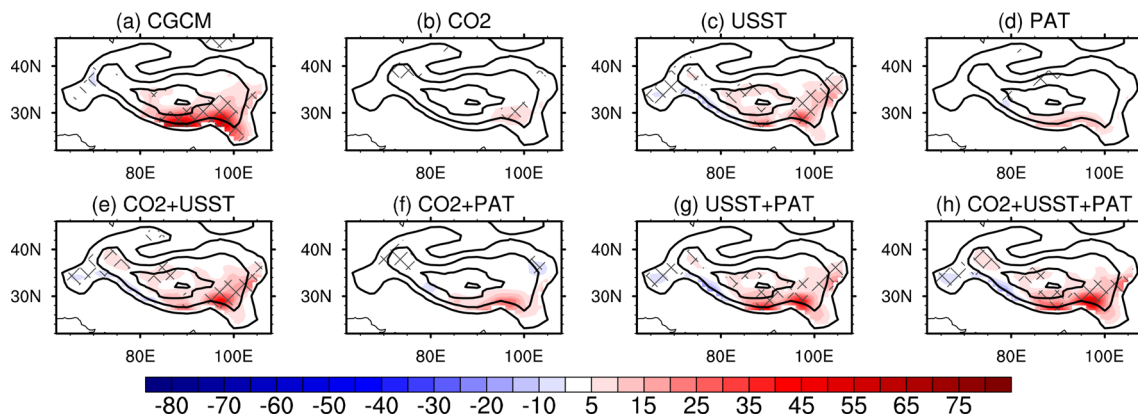 (a) CGCM (b) CO2 (c) USST (d) PAT
40N 40N 40N 40N
30N 30N 30N 30N
80E 100E 80E 100E 80E 100E 80E 100E
(e) CO2+USST (f) CO2+PAT (g) USST+PAT (h) CO2+USST+PAT
40N 40N 40N 40N
30N 30N 30N 30N
80E 100E 80E 100E 80E 100E 80E 100E
-80 -70 -60 -50 -40 -30 -20 -10 5 15 25 35 45 55 65 75